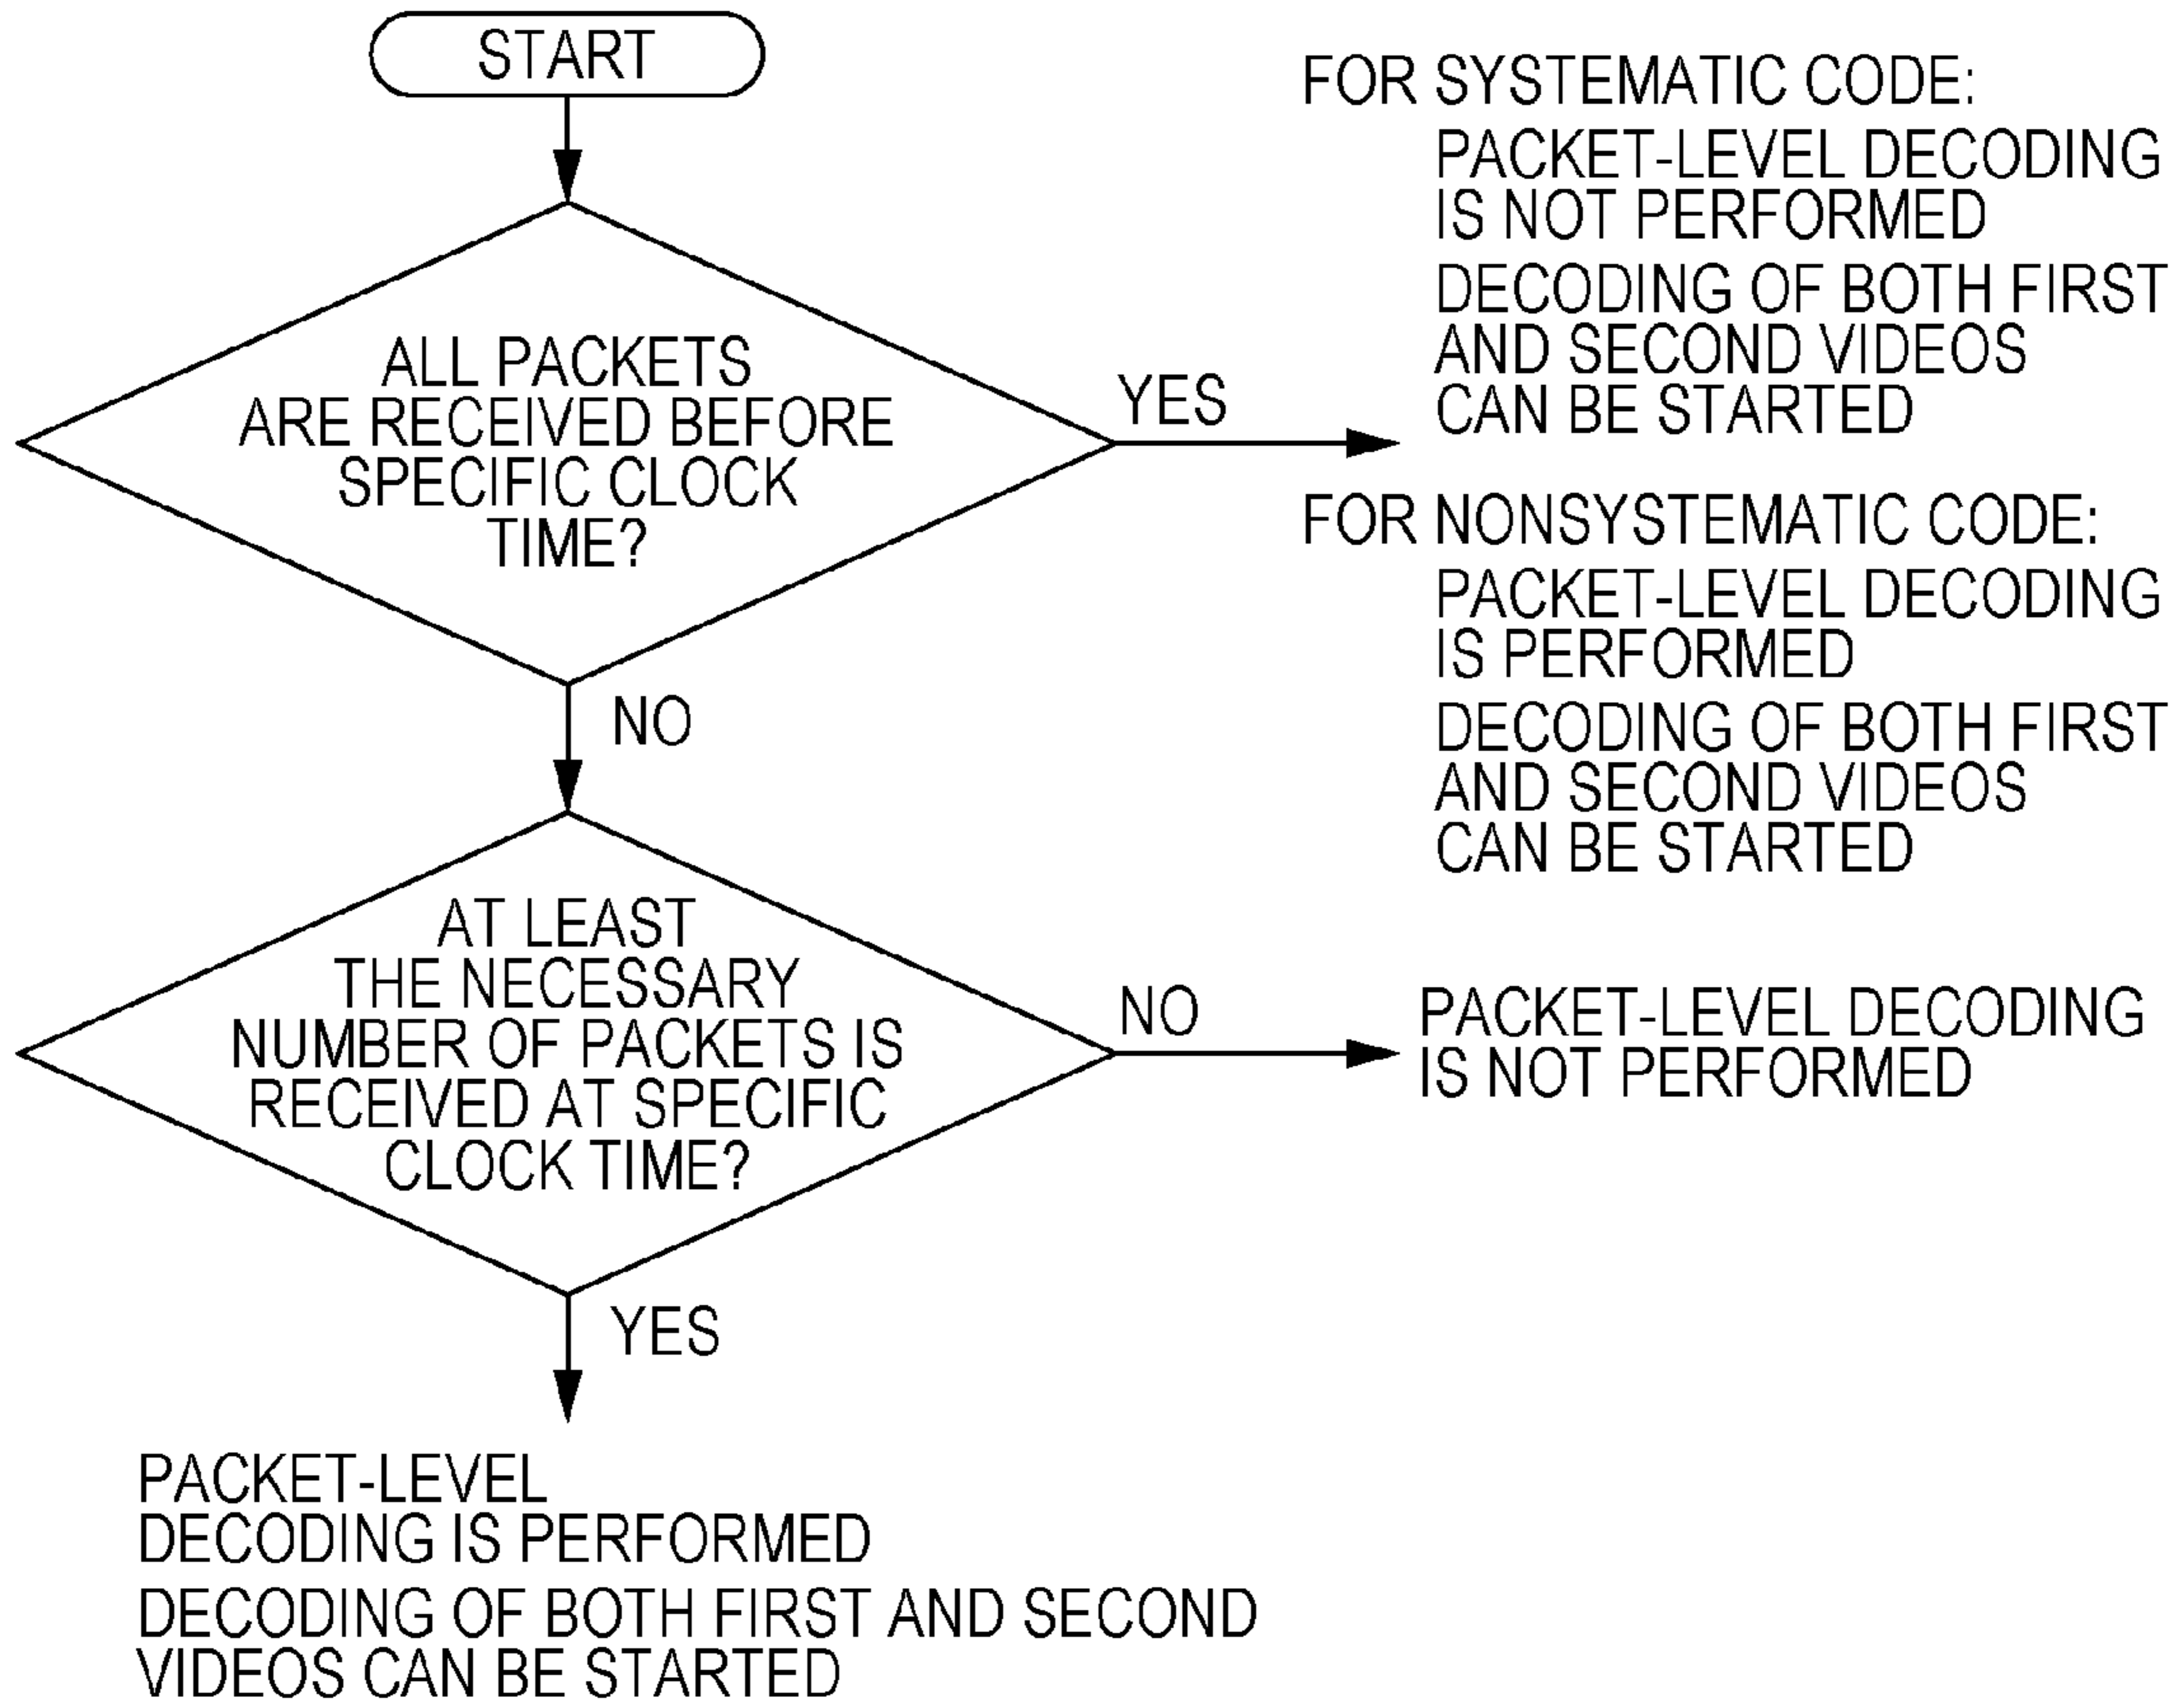 START
ALL PACKETS
ARE RECEIVED BEFORE
SPECIFIC CLOCK
TIME?
YES
FOR SYSTEMATIC CODE:
PACKET-LEVEL DECODING
IS NOT PERFORMED
DECODING OF BOTH FIRST
AND SECOND VIDEOS
CAN BE STARTED
FOR NONSYSTEMATIC CODE:
PACKET-LEVEL DECODING
IS PERFORMED
DECODING OF BOTH FIRST
AND SECOND VIDEOS
CAN BE STARTED
NO
AT LEAST
THE NECESSARY
NUMBER OF PACKETS IS
RECEIVED AT SPECIFIC
CLOCK TIME?
NO
PACKET-LEVEL DECODING
IS NOT PERFORMED
YES
PACKET-LEVEL
DECODING IS PERFORMED
DECODING OF BOTH FIRST AND SECOND
VIDEOS CAN BE STARTED